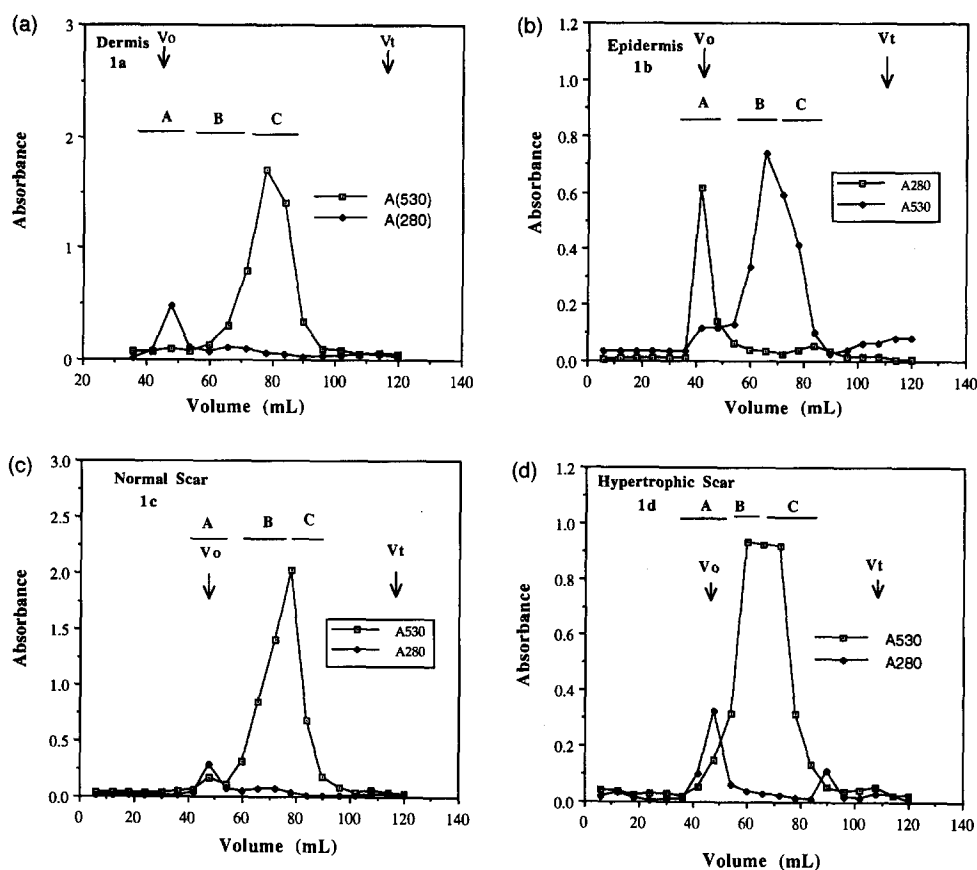 (a)
Dermis
1a
Vo
Vt
A B C
A(530)
A(280)
3
2
1
0
Absorbance
20 40 60 80 100 120 140
Volume (mL)
(b)
Epidermis
1b
Vo
Vt
A B C
A280
A530
1.2
1.0
0.8
0.6
0.4
0.2
0.0
Absorbance
0 20 40 60 80 100 120 140
Volume (mL)
(c)
Normal Scar
1c
A B C
Vo
Vt
A530
A280
3.0
2.5
2.0
1.5
1.0
0.5
0.0
Absorbance
0 20 40 60 80 100 120 140
Volume (mL)
(d)
Hypertrophic Scar
1d
A B C
Vo
Vt
A530
A280
1.2
1.0
0.8
0.6
0.4
0.2
0.0
Absorbance
0 20 40 60 80 100 120 140
Volume (mL)